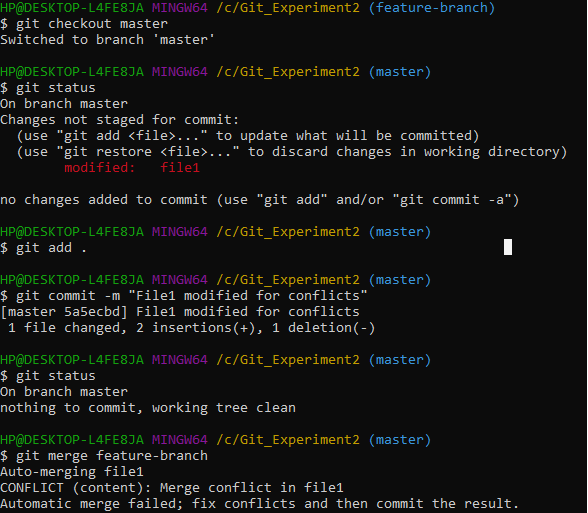 HP@DESKTOP-L4FE8JA MINGW64 /c/Git_Experiment2 (feature-branch)
$ git checkout master
Switched to branch 'master'
HP@DESKTOP-L4FE8JA MINGW64 /c/Git_Experiment2 (master)
$ git status
On branch master
Changes not staged for commit:
  (use "git add <file>..." to update what will be committed)
  (use "git restore <file>..." to discard changes in working directory)
        modified:   file1
no changes added to commit (use "git add" and/or "git commit -a")
HP@DESKTOP-L4FE8JA MINGW64 /c/Git_Experiment2 (master)
$ git add .
HP@DESKTOP-L4FE8JA MINGW64 /c/Git_Experiment2 (master)
$ git commit -m "File1 modified for conflicts"
[master 5a5ecbd] File1 modified for conflicts
 1 file changed, 2 insertions(+), 1 deletion(-)
HP@DESKTOP-L4FE8JA MINGW64 /c/Git_Experiment2 (master)
$ git status
On branch master
nothing to commit, working tree clean
HP@DESKTOP-L4FE8JA MINGW64 /c/Git_Experiment2 (master)
$ git merge feature-branch
Auto-merging file1
CONFLICT (content): Merge conflict in file1
Automatic merge failed; fix conflicts and then commit the result.